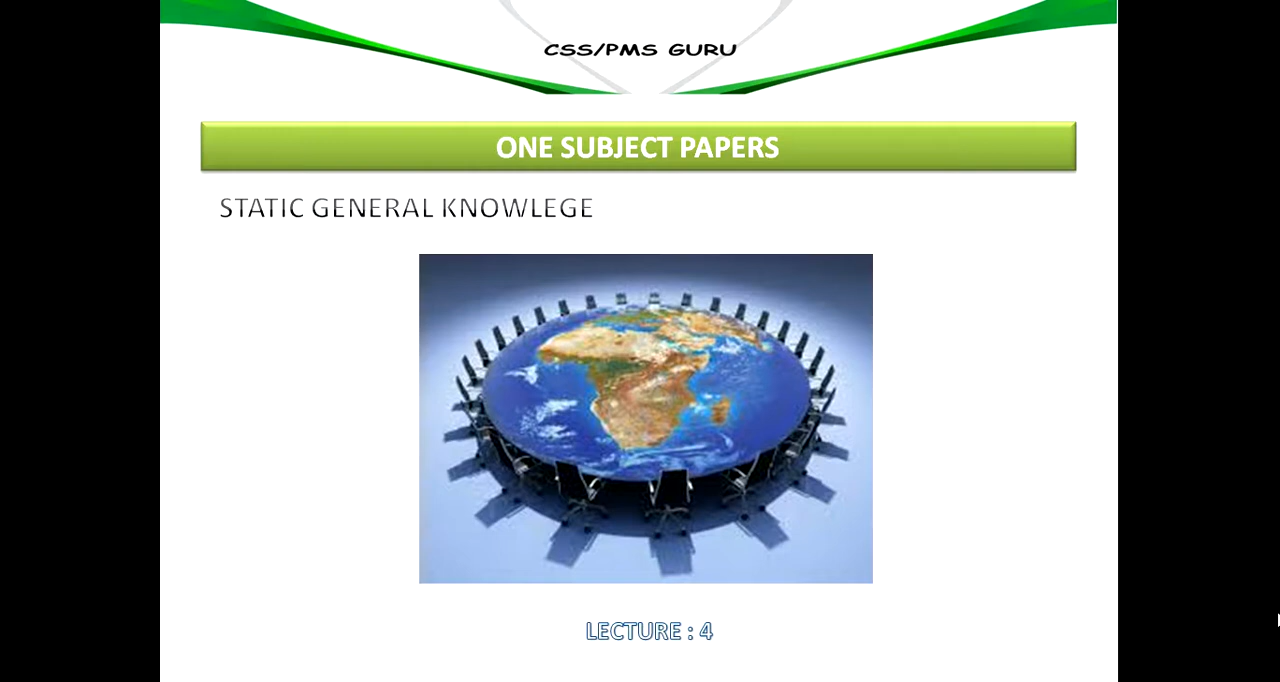 CSS/PMS GURU
ONE SUBJECT PAPERS
STATIC GENERAL KNOWLEGE
LECTURE : 4